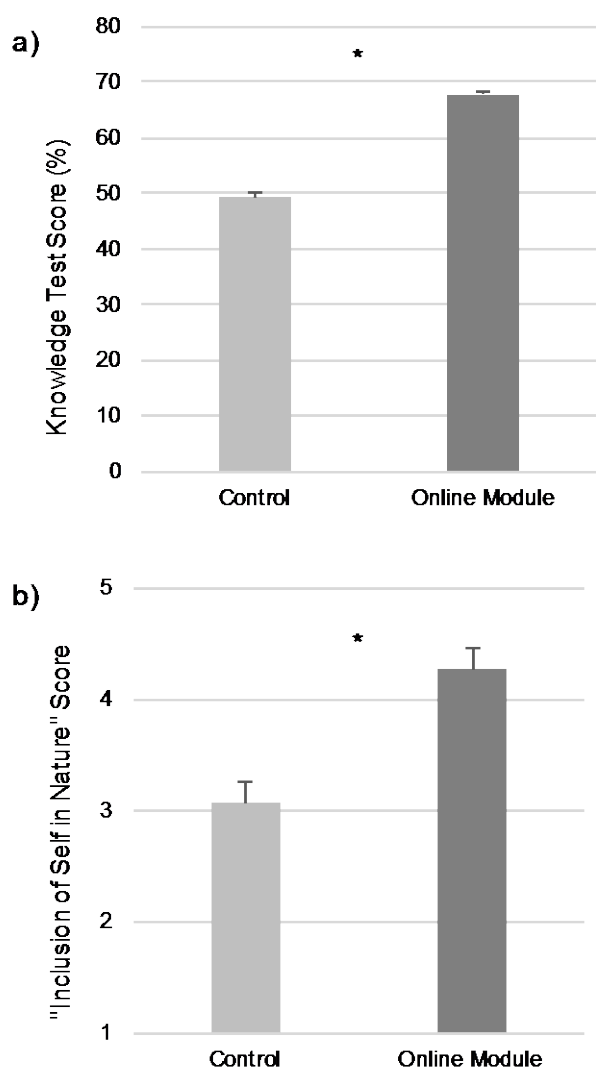 a)
Knowledge Test Score (%)
80
70
60
50
40
30
20
10
0
*
Control Online Module
b)
"Inclusion of Self in Nature" Score
5
4
3
2
1
*
Control Online Module